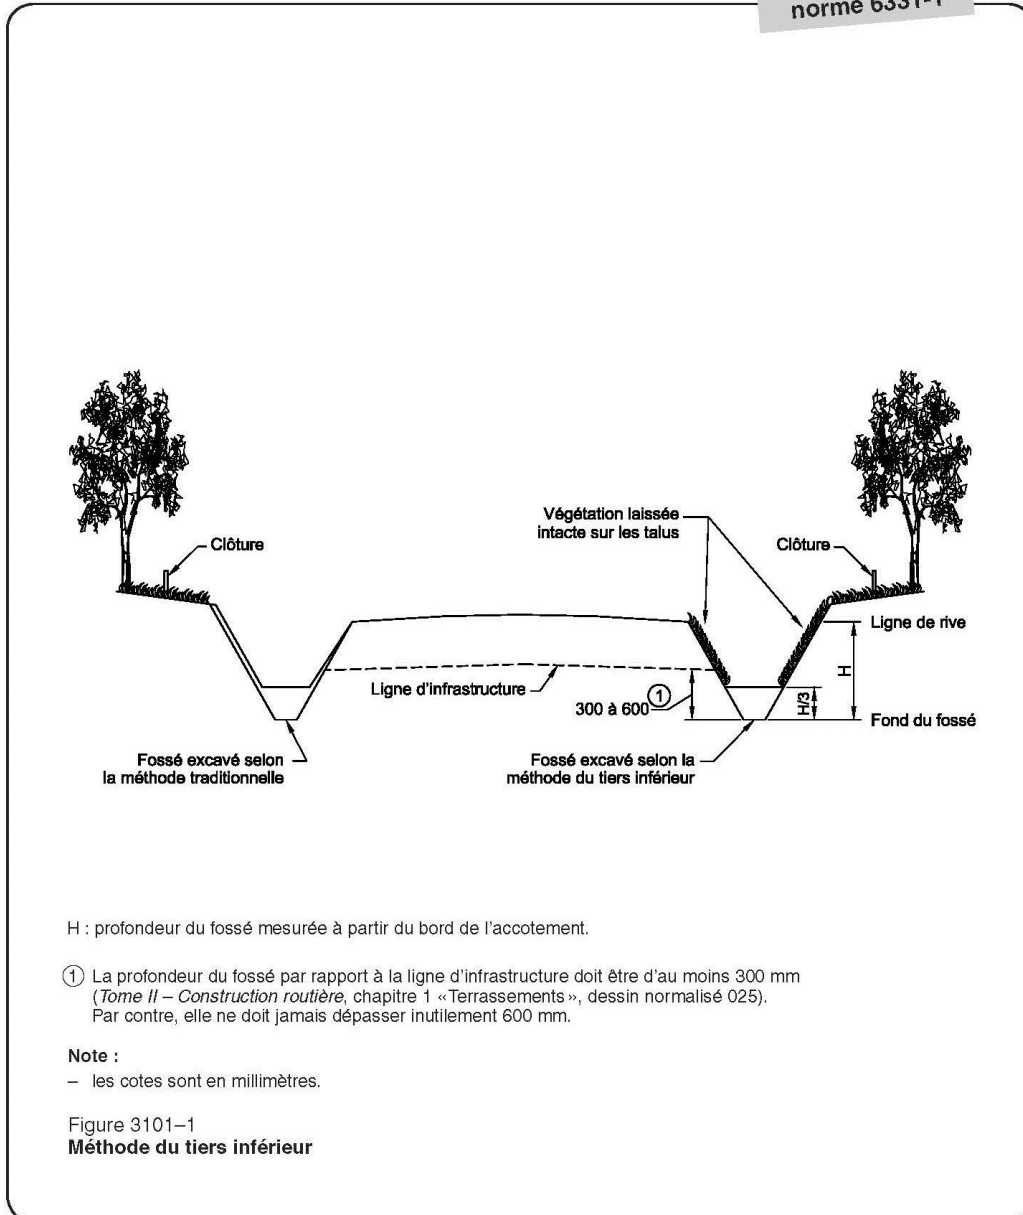 norme 6331-1
Végétation laissée
intacte sur les talus
Clôture
Clôture
Ligne de rive
H
Ligne d'infrastructure
1
300 à 600
H/3
Fond du fossé
Fossé excavé selon
la méthode traditionnelle
Fossé excavé selon la
méthode du tiers inférieur
H : profondeur du fossé mesurée à partir du bord de l'accotement.
1 La profondeur du fossé par rapport à la ligne d'infrastructure doit être d'au moins 300 mm
(Tome II – Construction routière, chapitre 1 «Terrassements», dessin normalisé 025).
Par contre, elle ne doit jamais dépasser inutilement 600 mm.
Note :
– les cotes sont en millimètres.
Figure 3101–1
Méthode du tiers inférieur